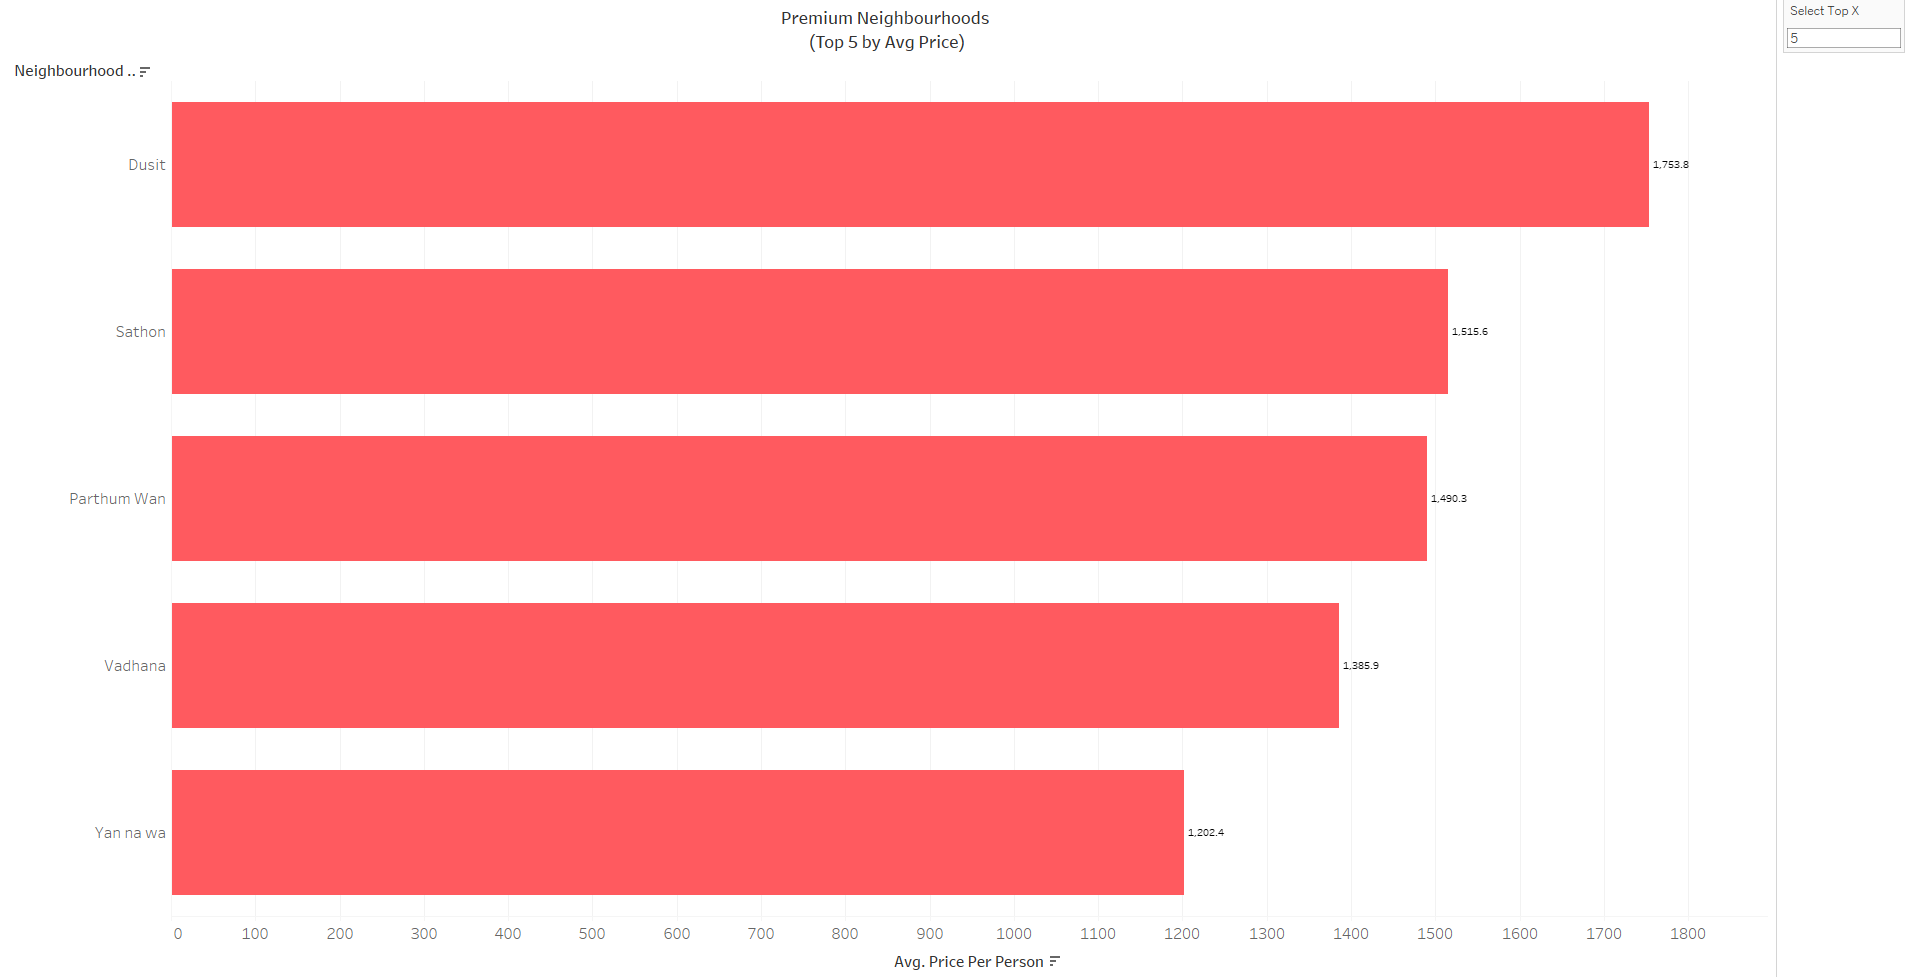 Premium Neighbourhoods
(Top 5 by Avg Price)
Select Top X
5
Neighbourhood ..
Dusit
1,753.8
Sathon
1,515.6
Parthum Wan
1,490.3
Vadhana
1,385.9
Yan na wa
1,202.4
0 100 200 300 400 500 600 700 800 900 1000 1100 1200 1300 1400 1500 1600 1700 1800
Avg. Price Per Person